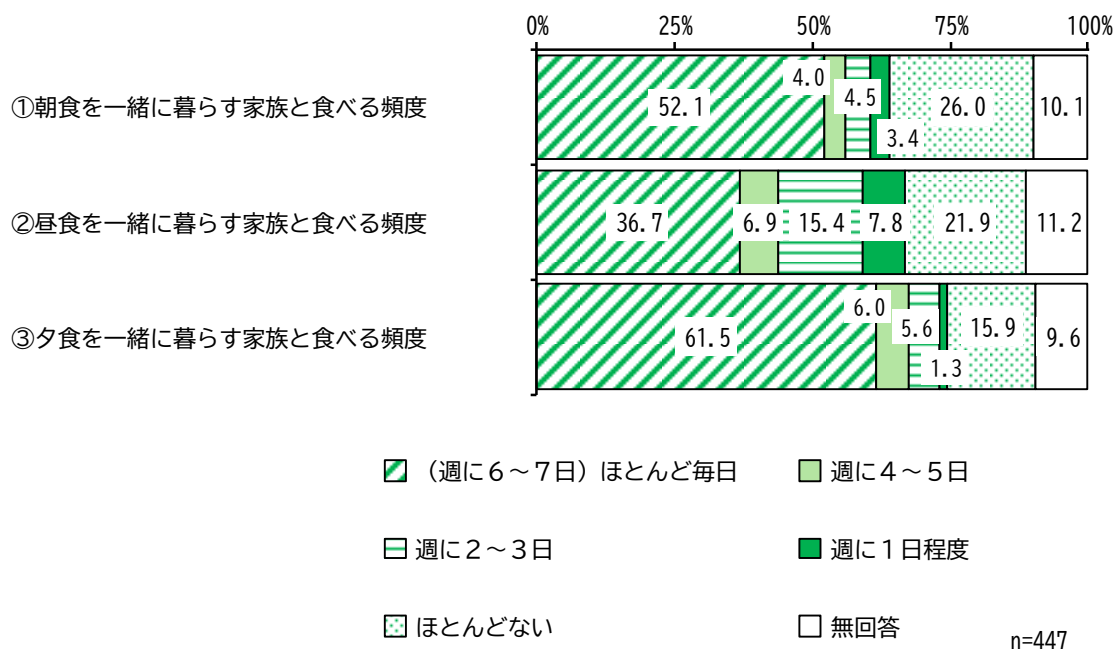 0% 25% 50% 75% 100%
①朝食を一緒に暮らす家族と食べる頻度 52.1 4.0 4.5 3.4 26.0 10.1
②昼食を一緒に暮らす家族と食べる頻度 36.7 6.9 15.4 7.8 21.9 11.2
③夕食を一緒に暮らす家族と食べる頻度 61.5 6.0 5.6 1.3 15.9 9.6
（週に６～７日）ほとんど毎日 週に４～５日
週に２～３日 週に１日程度
ほとんどない 無回答
n=447